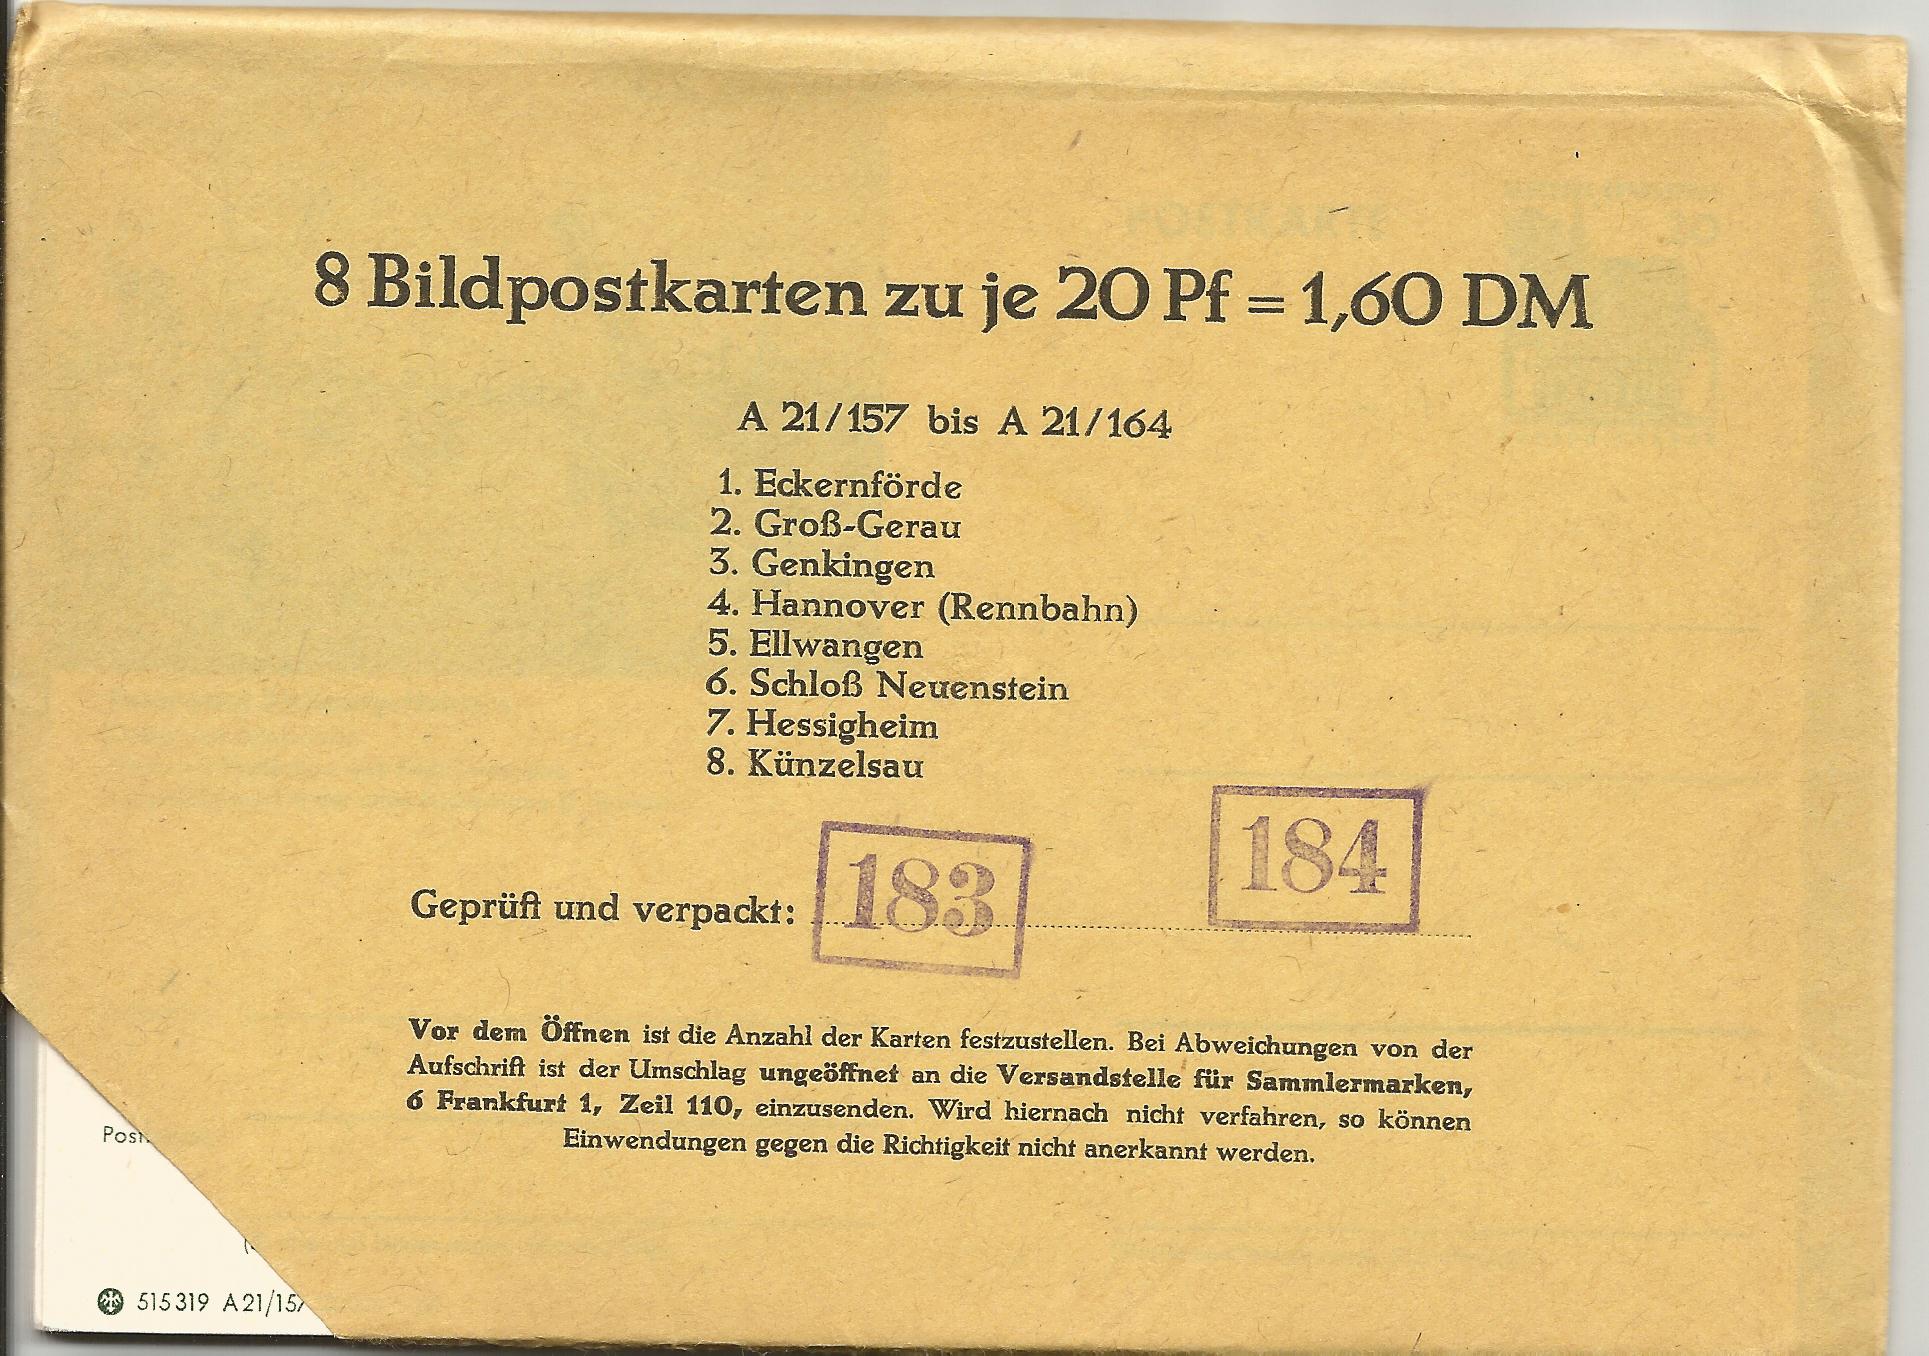 8 Bildpostkarten zu je 20 Pf = 1,60 DM
A 21/157 bis A 21/164
1. Eckernförde
2. Groß-Gerau
3. Genkingen
4. Hannover (Rennbahn)
5. Ellwangen
6. Schloß Neuenstein
7. Hessigheim
8. Künzelsau
Geprüft und verpackt: 183 184
Vor dem Öffnen ist die Anzahl der Karten festzustellen. Bei Abweichungen von der
Aufschrift ist der Umschlag ungeöffnet an die Versandstelle für Sammlermarken,
6 Frankfurt 1, Zeil 110, einzusenden. Wird hiernach nicht verfahren, so können
Einwendungen gegen die Richtigkeit nicht anerkannt werden.
515319 A21/157